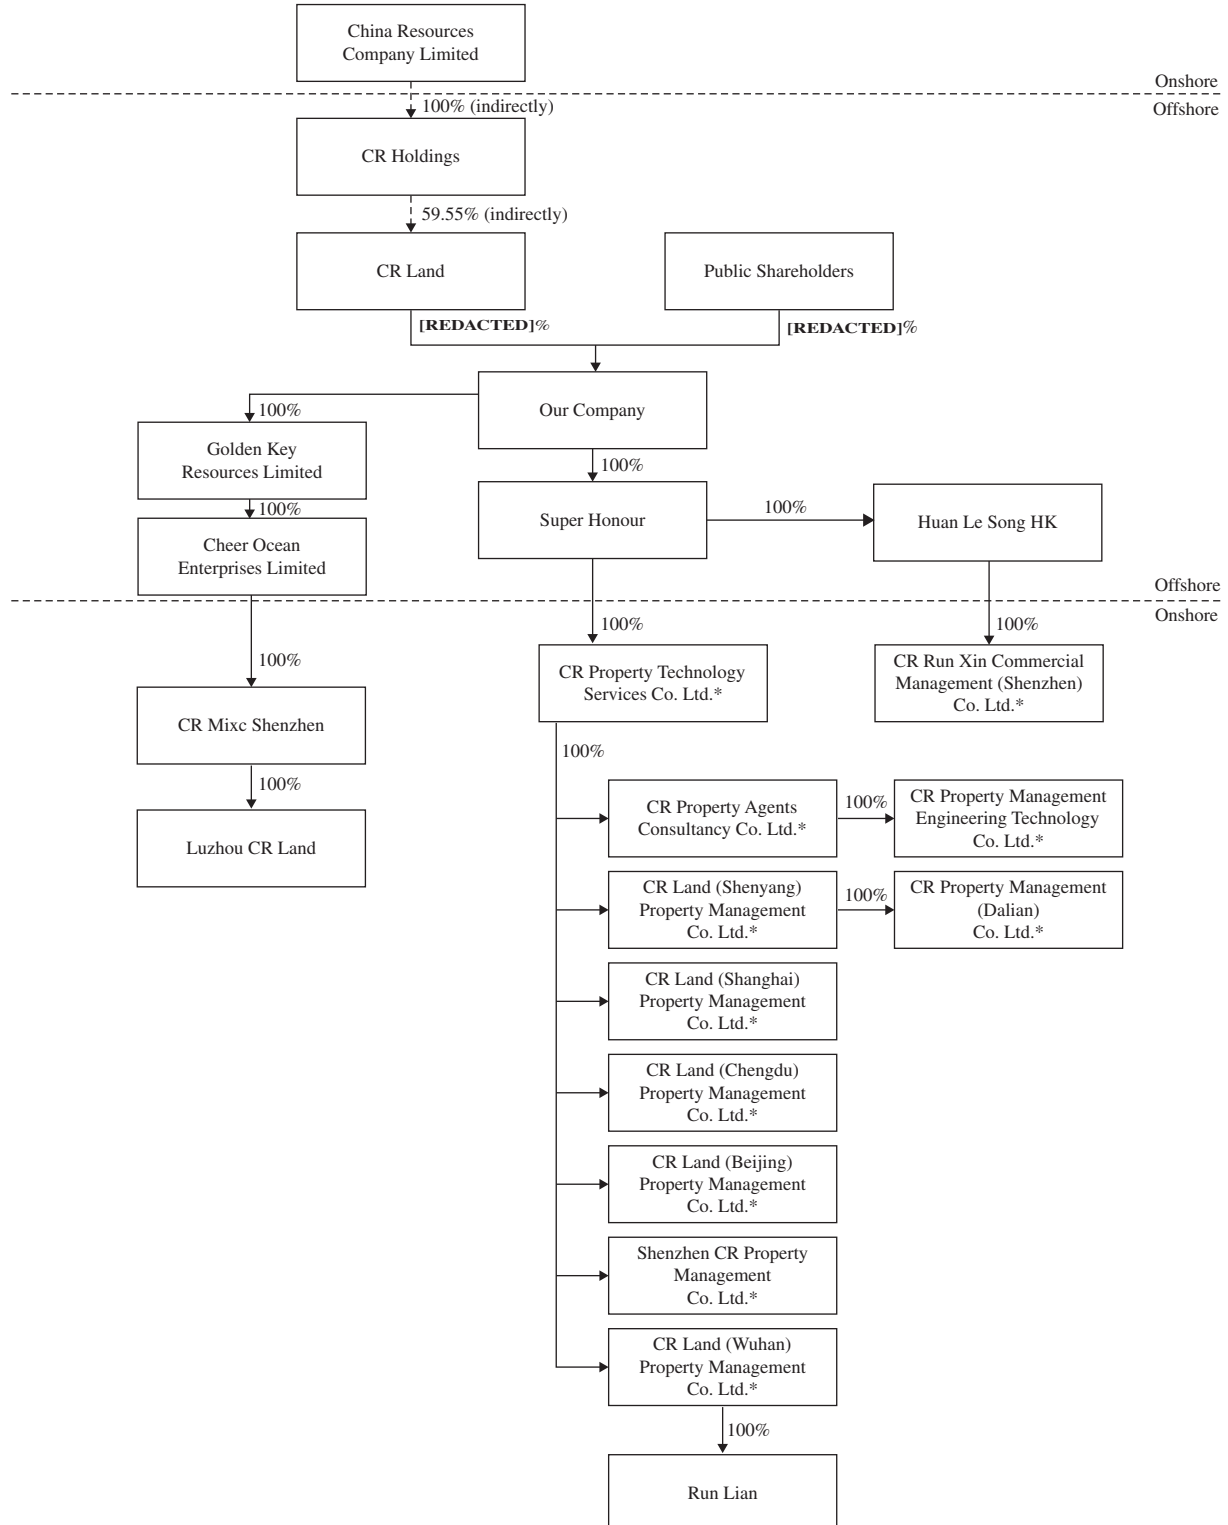 China Resources
Company Limited
Onshore
100% (indirectly)
Offshore
CR Holdings
59.55% (indirectly)
CR Land
Public Shareholders
[REDACTED]%
[REDACTED]%
Our Company
100%
Golden Key
Resources Limited
100%
100%
Super Honour
100%
Huan Le Song HK
Cheer Ocean
Enterprises Limited
Offshore
Onshore
100%
100%
100%
CR Property Technology
Services Co. Ltd.*
CR Run Xin Commercial
Management (Shenzhen)
Co. Ltd.*
CR Mixc Shenzhen
100%
100%
Luzhou CR Land
CR Property Agents
Consultancy Co. Ltd.*
100%
CR Property Management
Engineering Technology
Co. Ltd.*
CR Land (Shenyang)
Property Management
Co. Ltd.*
100%
CR Property Management
(Dalian)
Co. Ltd.*
CR Land (Shanghai)
Property Management
Co. Ltd.*
CR Land (Chengdu)
Property Management
Co. Ltd.*
CR Land (Beijing)
Property Management
Co. Ltd.*
Shenzhen CR Property
Management
Co. Ltd.*
CR Land (Wuhan)
Property Management
Co. Ltd.*
100%
Run Lian